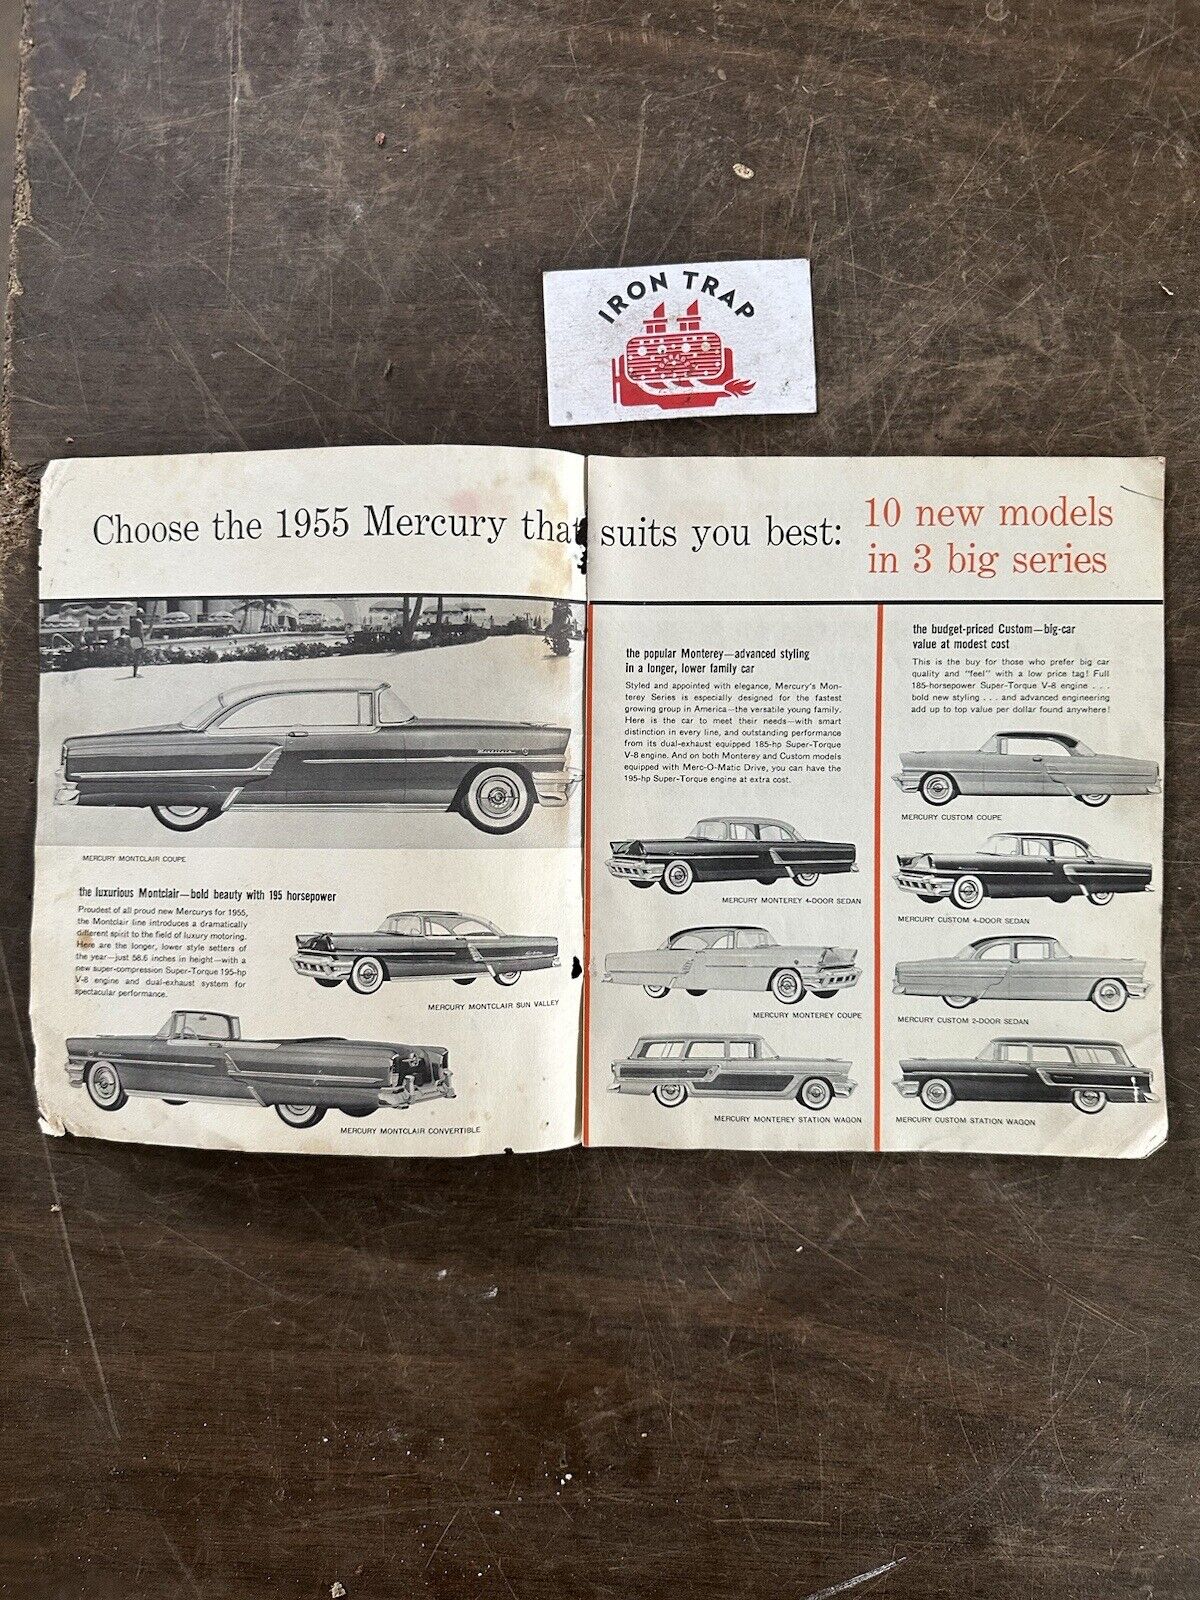 IRON TRAP
Choose the 1955 Mercury that suits you best:
10 new models
in 3 big series
MERCURY MONTCLAIR COUPE
the luxurious Montclair—bold beauty with 195 horsepower
Proudest of all proud new Mercurys for 1955,
the Montclair line introduces a dramatically
different spirit to the field of luxury motoring.
Here are the longer, lower style setters of
the year—just 58.6 inches in height—with a
new super-compression Super-Torque 195-hp
V-8 engine and dual-exhaust system for
spectacular performance.
MERCURY MONTCLAIR SUN VALLEY
MERCURY MONTCLAIR CONVERTIBLE
the popular Monterey—advanced styling
in a longer, lower family car
Styled and appointed with elegance, Mercury's Mon-
terey Series is especially designed for the fastest
growing group in America—the versatile young family.
Here is the car to meet their needs—with smart
distinction in every line, and outstanding performance
from its dual-exhaust equipped 185-hp Super-Torque
V-8 engine. And on both Monterey and Custom models
equipped with Merc-O-Matic Drive, you can have the
195-hp Super-Torque engine at extra cost.
MERCURY MONTEREY 4-DOOR SEDAN
MERCURY MONTEREY COUPE
MERCURY MONTEREY STATION WAGON
the budget-priced Custom—big-car
value at modest cost
This is the buy for those who prefer big car
quality and "feel" with a low price tag! Full
185-horsepower Super-Torque V-8 engine . . .
bold new styling . . . and advanced engineering
add up to top value per dollar found anywhere!
MERCURY CUSTOM COUPE
MERCURY CUSTOM 4-DOOR SEDAN
MERCURY CUSTOM 2-DOOR SEDAN
MERCURY CUSTOM STATION WAGON